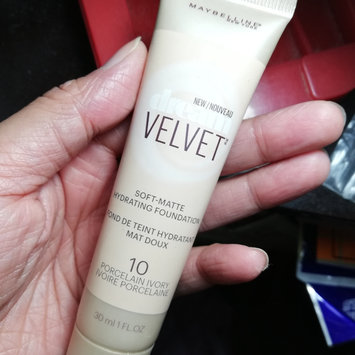 MAYBELLINE
NEW YORK
NEW/NOUVEAU
dream
VELVET
SOFT-MATTE
HYDRATING FOUNDATION
FOND DE TEINT HYDRATANT
MAT DOUX
10
PORCELAIN IVORY
IVOIRE PORCELAINE
30 ml 1 FL.OZ